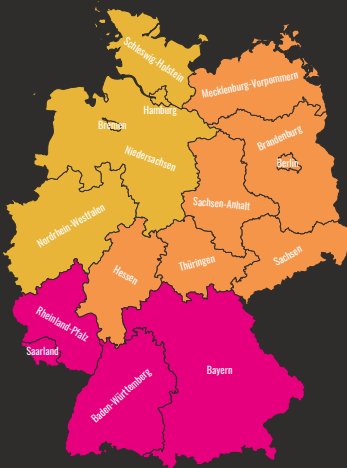 Schleswig-Holstein
Mecklenburg-Vorpommern
Hamborg
Bremen
Brandenburg
Niedersachsen
Berlin
Sachsen-Anhalt
Nordrhein-Westfalen
Sachsen
Thüringen
Hessen
Rheinland-Pfalz
Saarland
Bayern
Baden-Württemberg